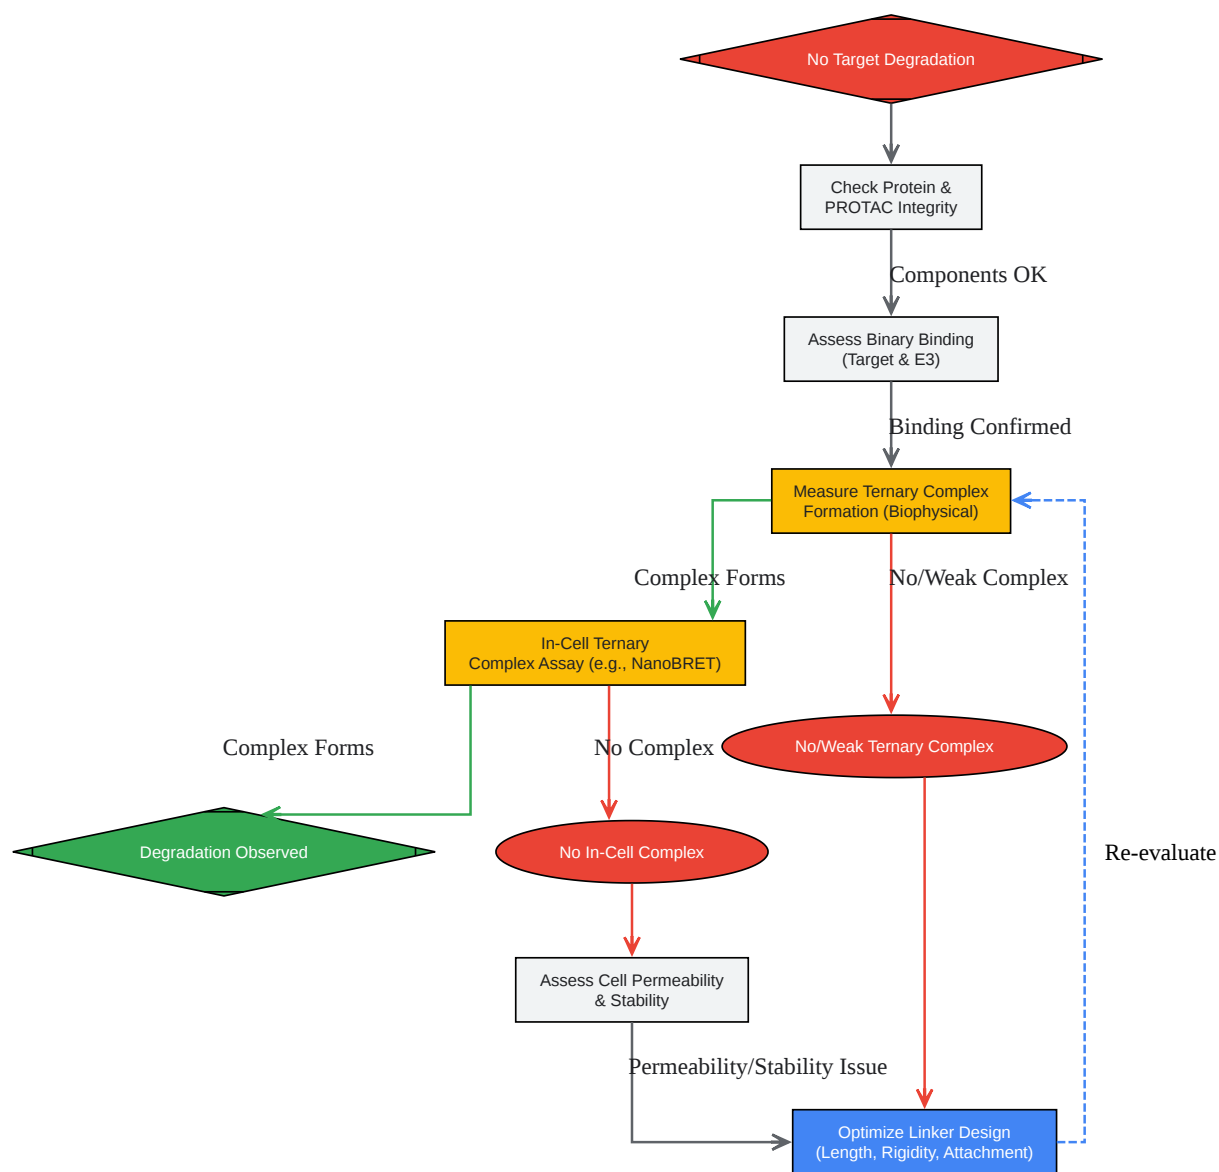 No Target Degradation
Check Protein &
PROTAC Integrity
Components OK
Assess Binary Binding
(Target & E3)
Binding Confirmed
Measure Ternary Complex
Formation (Biophysical)
Complex Forms
No/Weak Complex
In-Cell Ternary
Complex Assay (e.g., NanoBRET)
Complex Forms
No Complex
No/Weak Ternary Complex
Degradation Observed
No In-Cell Complex
Re-evaluate
Assess Cell Permeability
& Stability
Permeability/Stability Issue
Optimize Linker Design
(Length, Rigidity, Attachment)